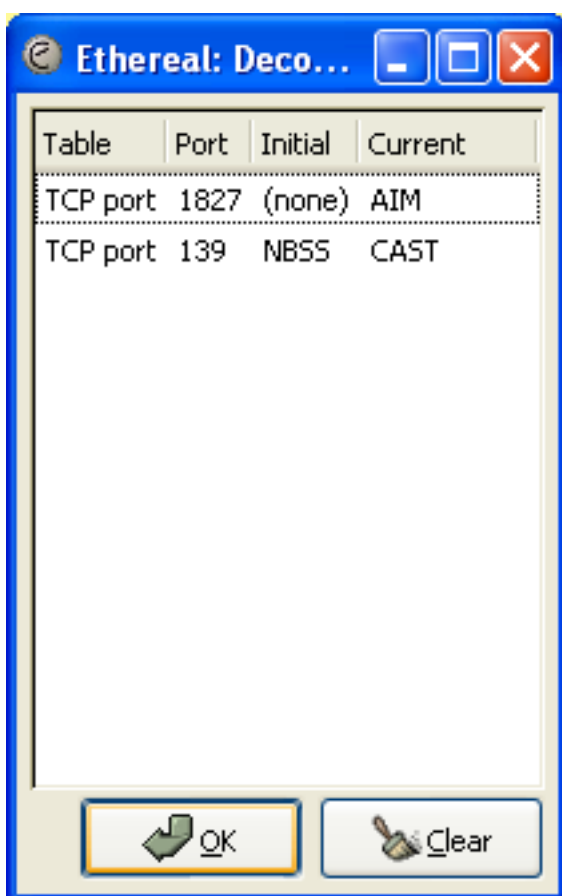 Ethereal: Deco...
Table Port Initial Current
TCP port 1827 (none) AIM
TCP port 139 NBSS CAST
OK Clear